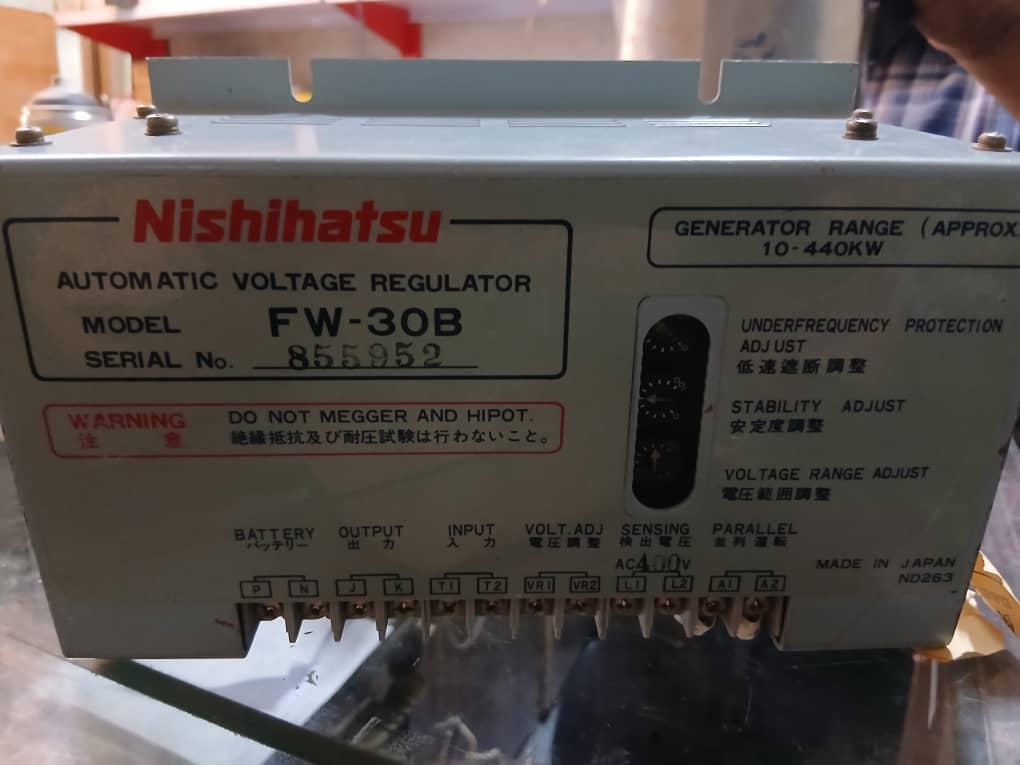 Nishihatsu
AUTOMATIC VOLTAGE REGULATOR
MODEL FW-30B
SERIAL No. 855952
WARNING DO NOT MEGGER AND HIPOT.
注意 絶縁抵抗及び耐圧試験は行わないこと。
GENERATOR RANGE (APPROX.
10-440KW
UNDERFREQUENCY PROTECTION
ADJUST
低速遮断調整
STABILITY ADJUST
安定度調整
VOLTAGE RANGE ADJUST
電圧範囲調整
BATTERY OUTPUT INPUT VOLT.ADJ SENSING PARALLEL
バッテリー 出力 入力 電圧調整 検出電圧 並列運転
AC400V
P N J K T1 T2 VR1 VR2 L1 L2 A1 A2
MADE IN JAPAN
ND263